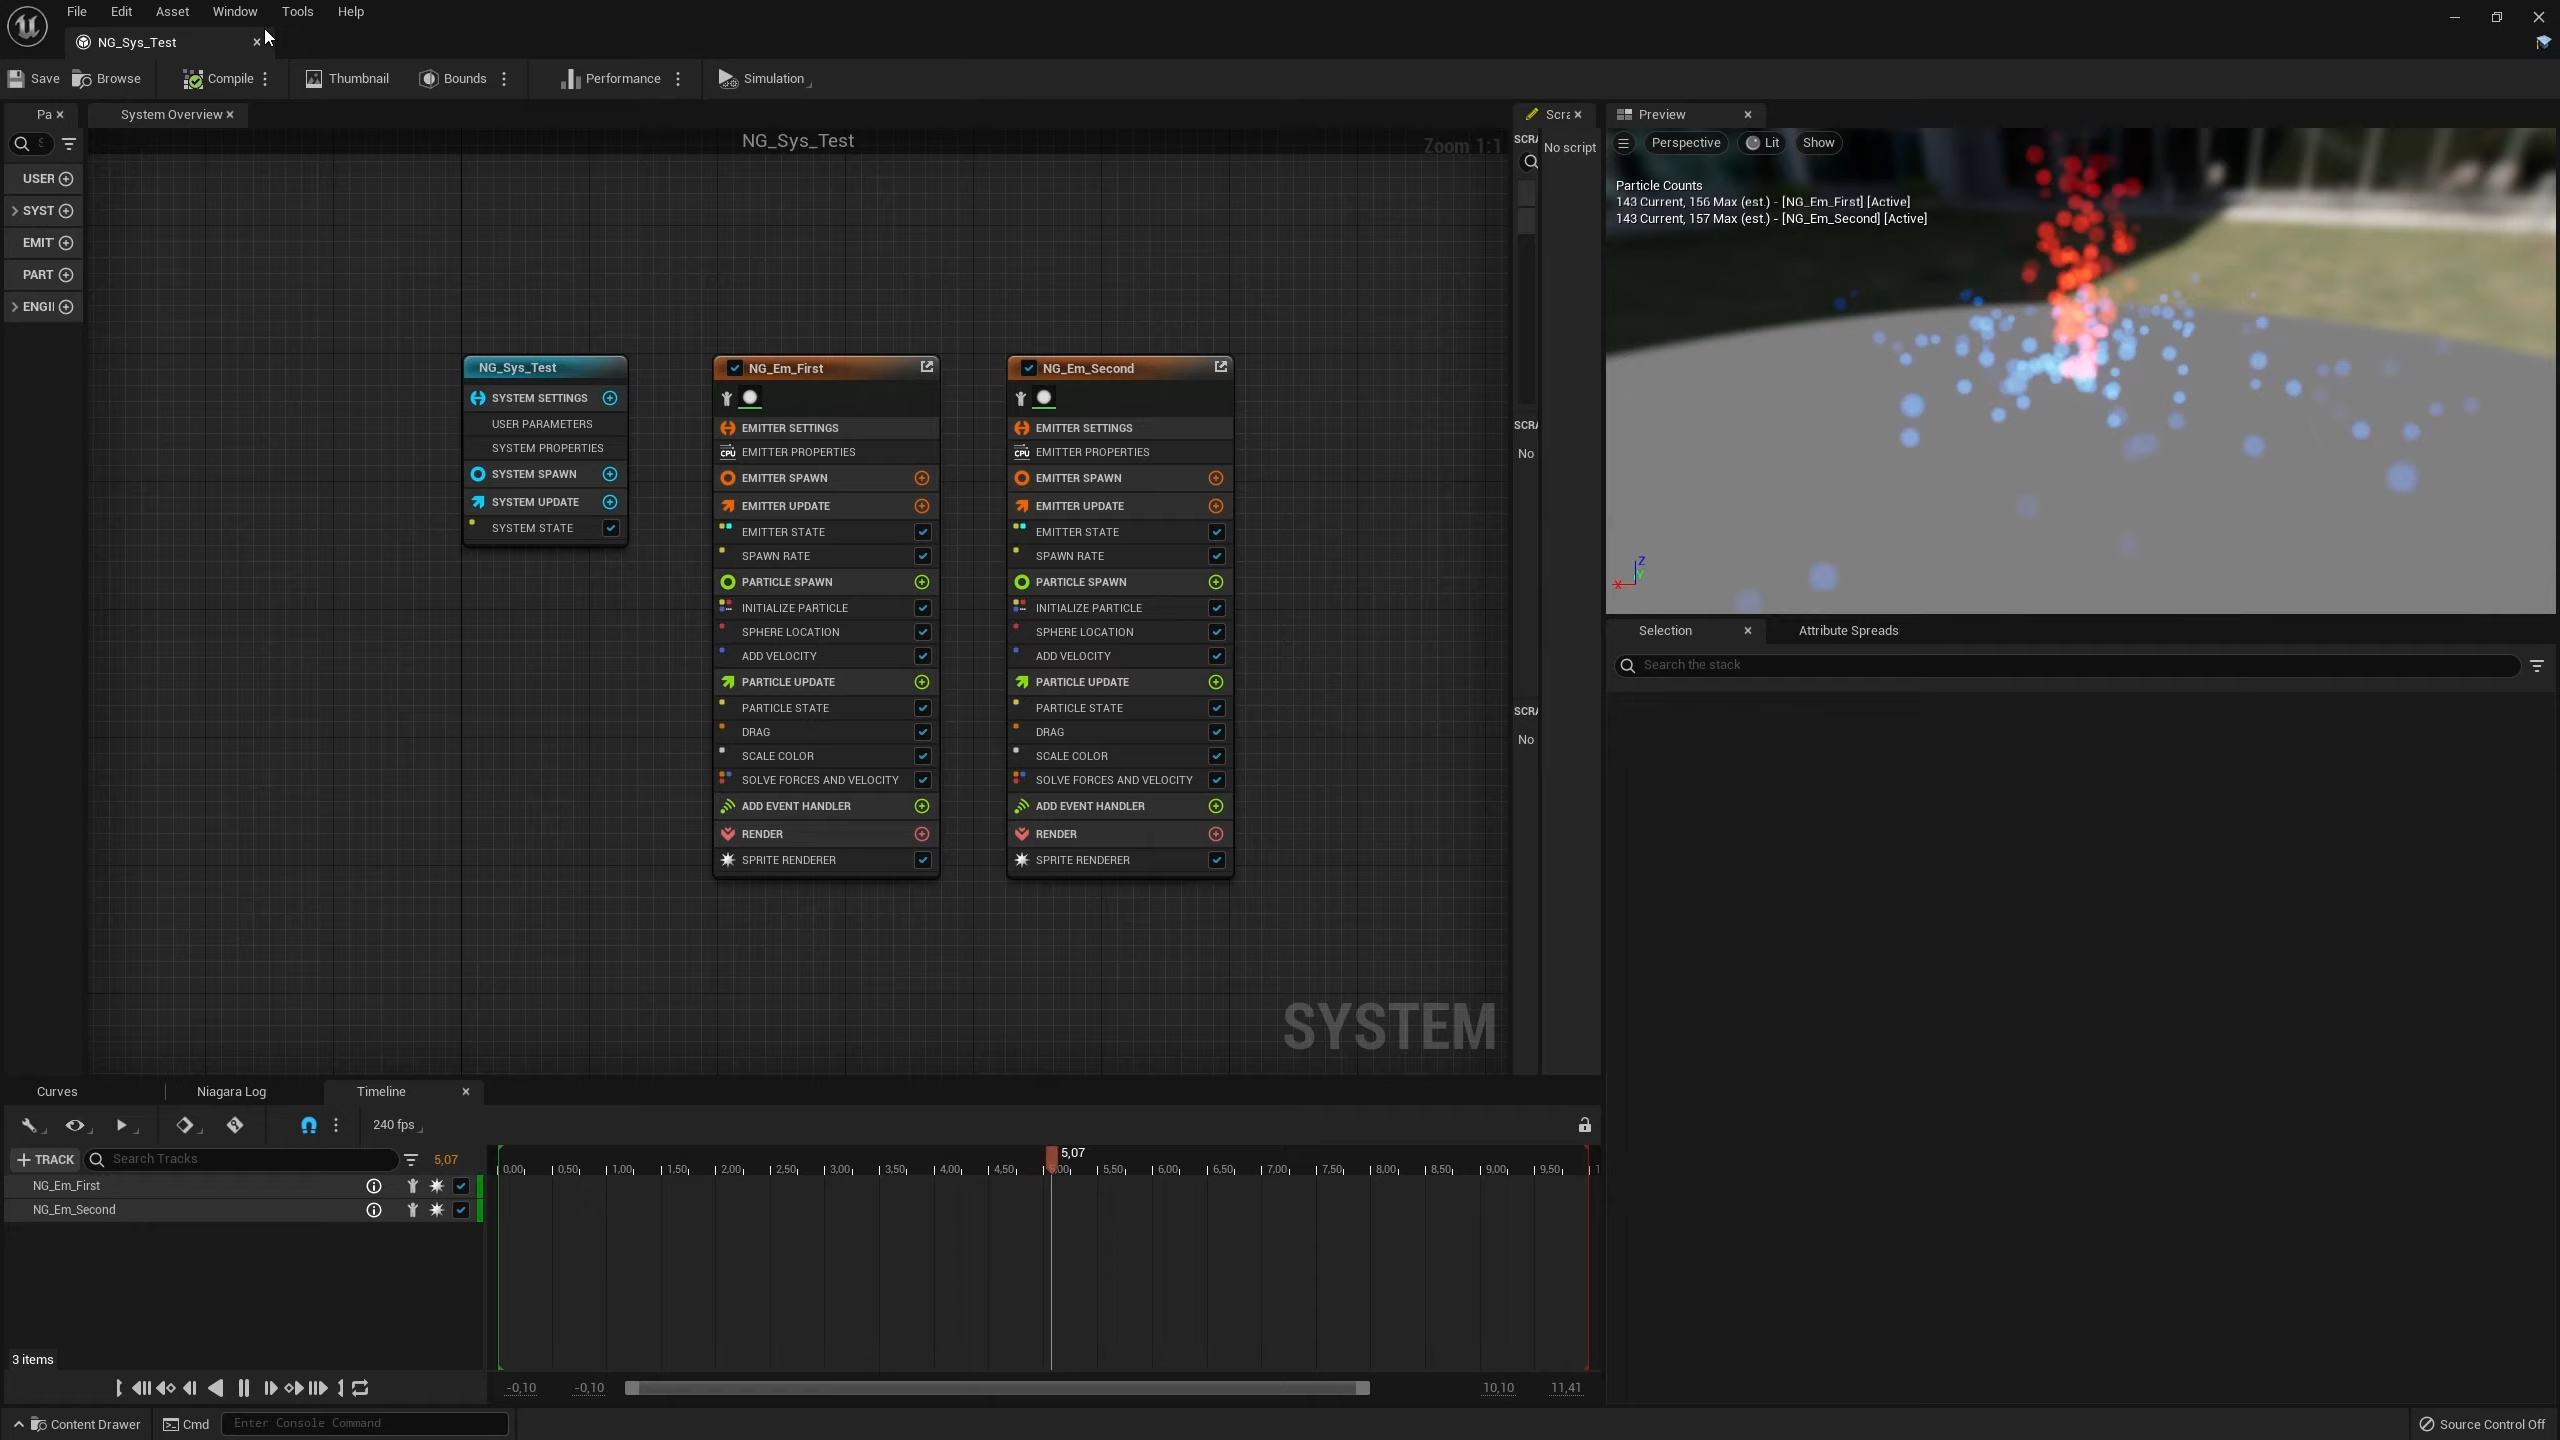 File Edit Asset Window Tools Help
NG_Sys_Test
Save Browse Compile Thumbnail Bounds Performance Simulation
Pa
System Overview
Scra
Preview
NG_Sys_Test
Zoom 1:1
SCRA
No script
Perspective Lit Show
USER
SYST
EMIT
PART
ENGI
Particle Counts
143 Current, 156 Max (est.) - [NG_Em_First] [Active]
143 Current, 157 Max (est.) - [NG_Em_Second] [Active]
NG_Sys_Test
SYSTEM SETTINGS
USER PARAMETERS
SYSTEM PROPERTIES
SYSTEM SPAWN
SYSTEM UPDATE
SYSTEM STATE
NG_Em_First
EMITTER SETTINGS
CPU EMITTER PROPERTIES
EMITTER SPAWN
EMITTER UPDATE
EMITTER STATE
SPAWN RATE
PARTICLE SPAWN
INITIALIZE PARTICLE
SPHERE LOCATION
ADD VELOCITY
PARTICLE UPDATE
PARTICLE STATE
DRAG
SCALE COLOR
SOLVE FORCES AND VELOCITY
ADD EVENT HANDLER
RENDER
SPRITE RENDERER
NG_Em_Second
EMITTER SETTINGS
CPU EMITTER PROPERTIES
EMITTER SPAWN
EMITTER UPDATE
EMITTER STATE
SPAWN RATE
PARTICLE SPAWN
INITIALIZE PARTICLE
SPHERE LOCATION
ADD VELOCITY
PARTICLE UPDATE
PARTICLE STATE
DRAG
SCALE COLOR
SOLVE FORCES AND VELOCITY
ADD EVENT HANDLER
RENDER
SPRITE RENDERER
SCRA
No
SCRA
No
Z
Y
X
Selection Attribute Spreads
Search the stack
SYSTEM
Curves Niagara Log Timeline
240 fps
TRACK Search Tracks 5,07
5,07
0,00 0,50 1,00 1,50 2,00 2,50 3,00 3,50 4,00 4,50 5,00 5,50 6,00 6,50 7,00 7,50 8,00 8,50 9,00 9,50 1
NG_Em_First
NG_Em_Second
3 items
-0,10 -0,10 10,10 11,41
Content Drawer Cmd Enter Console Command Source Control Off